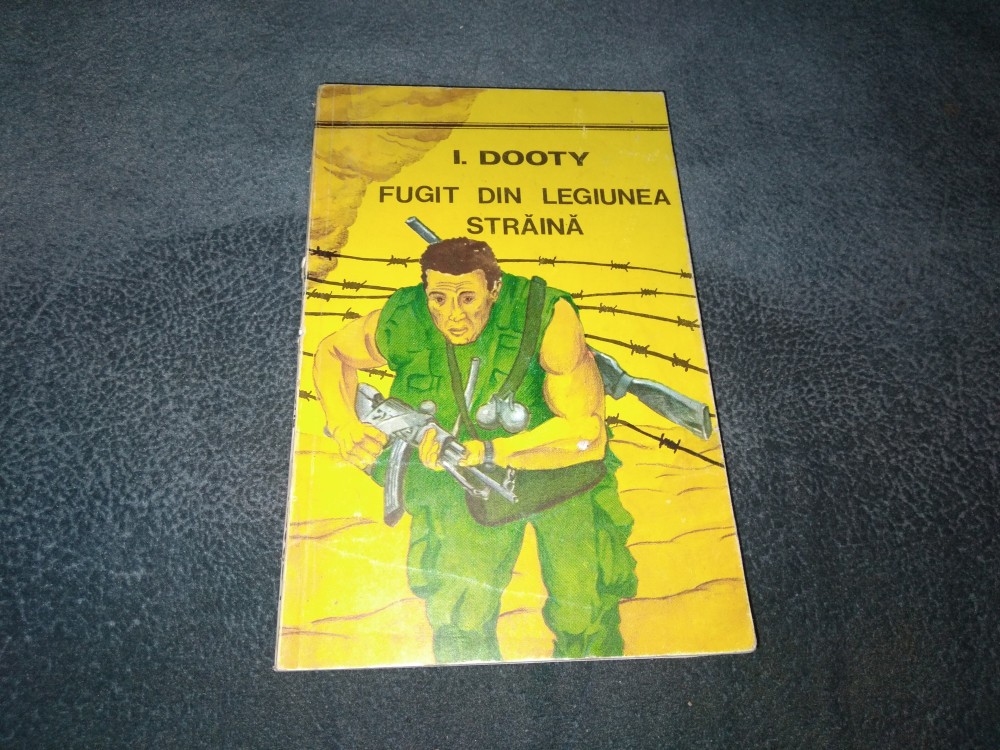 I. DOOTY
FUGIT DIN LEGIUNEA
STRĂINĂ